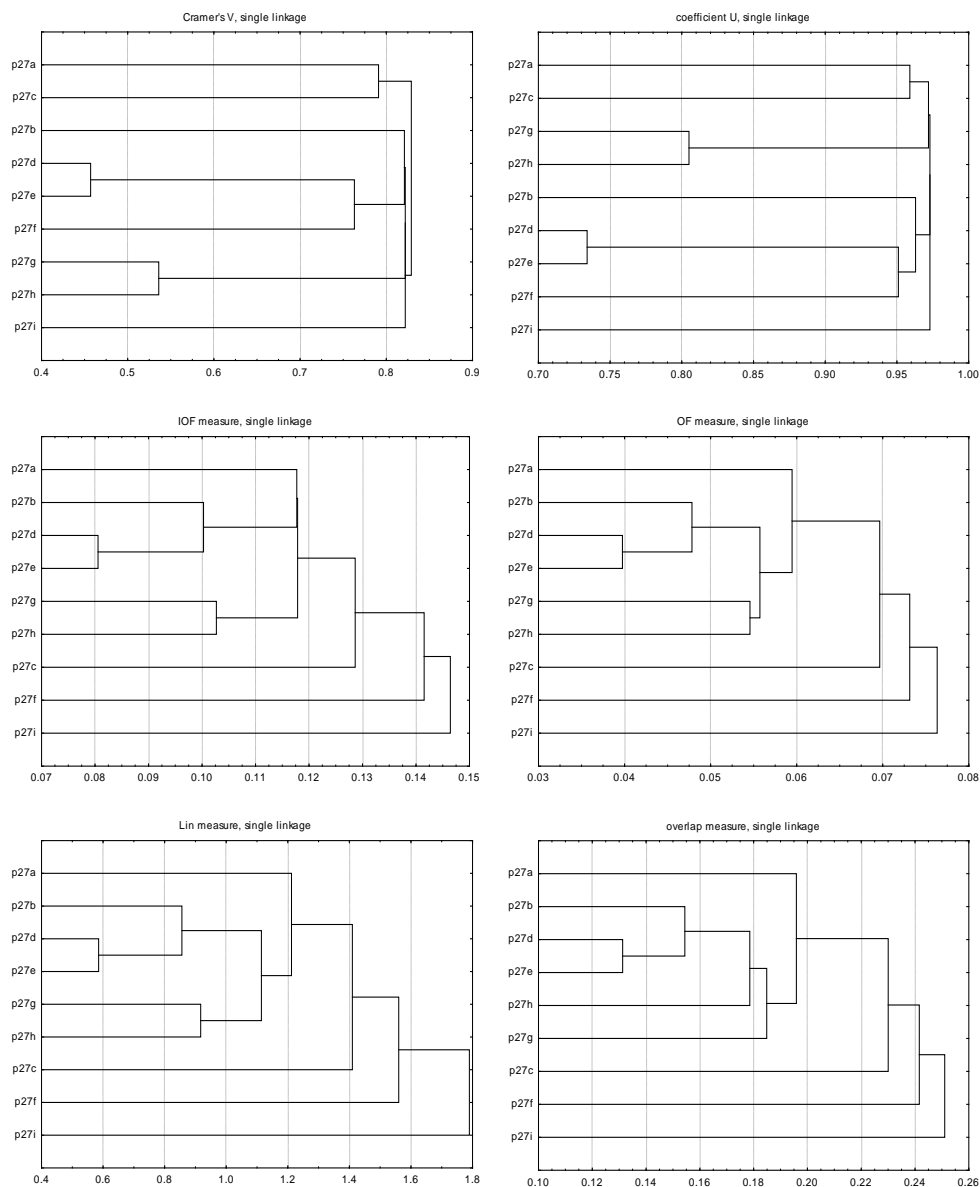 Cramer's V, single linkage
p27a
p27c
p27b
p27d
p27e
p27f
p27g
p27h
p27i
0.4 0.5 0.6 0.7 0.8 0.9
coefficient U, single linkage
p27a
p27c
p27g
p27h
p27b
p27d
p27e
p27f
p27i
0.70 0.75 0.80 0.85 0.90 0.95 1.00
IOF measure, single linkage
p27a
p27b
p27d
p27e
p27g
p27h
p27c
p27f
p27i
0.07 0.08 0.09 0.10 0.11 0.12 0.13 0.14 0.15
OF measure, single linkage
p27a
p27b
p27d
p27e
p27g
p27h
p27c
p27f
p27i
0.03 0.04 0.05 0.06 0.07 0.08
Lin measure, single linkage
p27a
p27b
p27d
p27e
p27g
p27h
p27c
p27f
p27i
0.4 0.6 0.8 1.0 1.2 1.4 1.6 1.8
overlap measure, single linkage
p27a
p27b
p27d
p27e
p27h
p27g
p27c
p27f
p27i
0.10 0.12 0.14 0.16 0.18 0.20 0.22 0.24 0.26